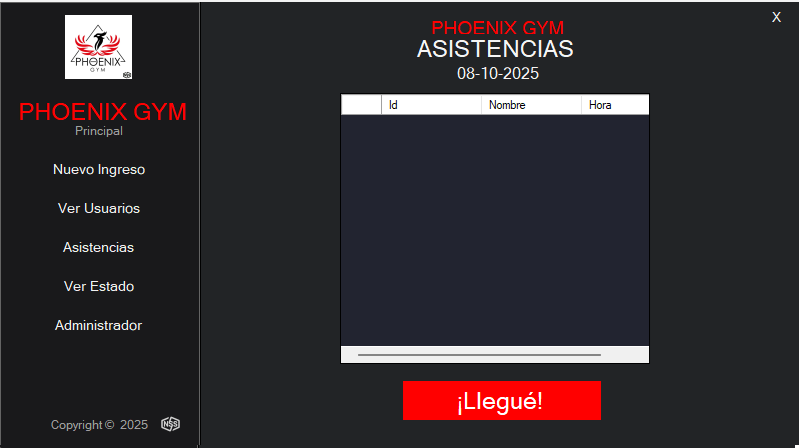 PHOENIX
GYM
PHOENIX GYM
Principal
Nuevo Ingreso
Ver Usuarios
Asistencias
Ver Estado
Administrador
Copyright © 2025
NSS
X
PHOENIX GYM
ASISTENCIAS
08-10-2025
Id Nombre Hora
¡Llegué!